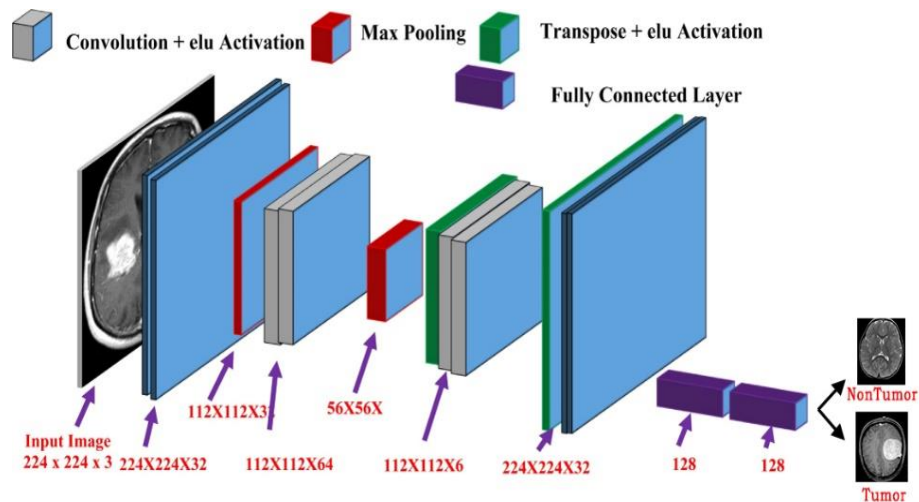 Convolution + elu Activation
Max Pooling
Transpose + elu Activation
Fully Connected Layer
Input Image
224 x 224 x 3
224X224X32
112X112X32
112X112X64
56X56X
112X112X6
224X224X32
128
128
NonTumor
Tumor